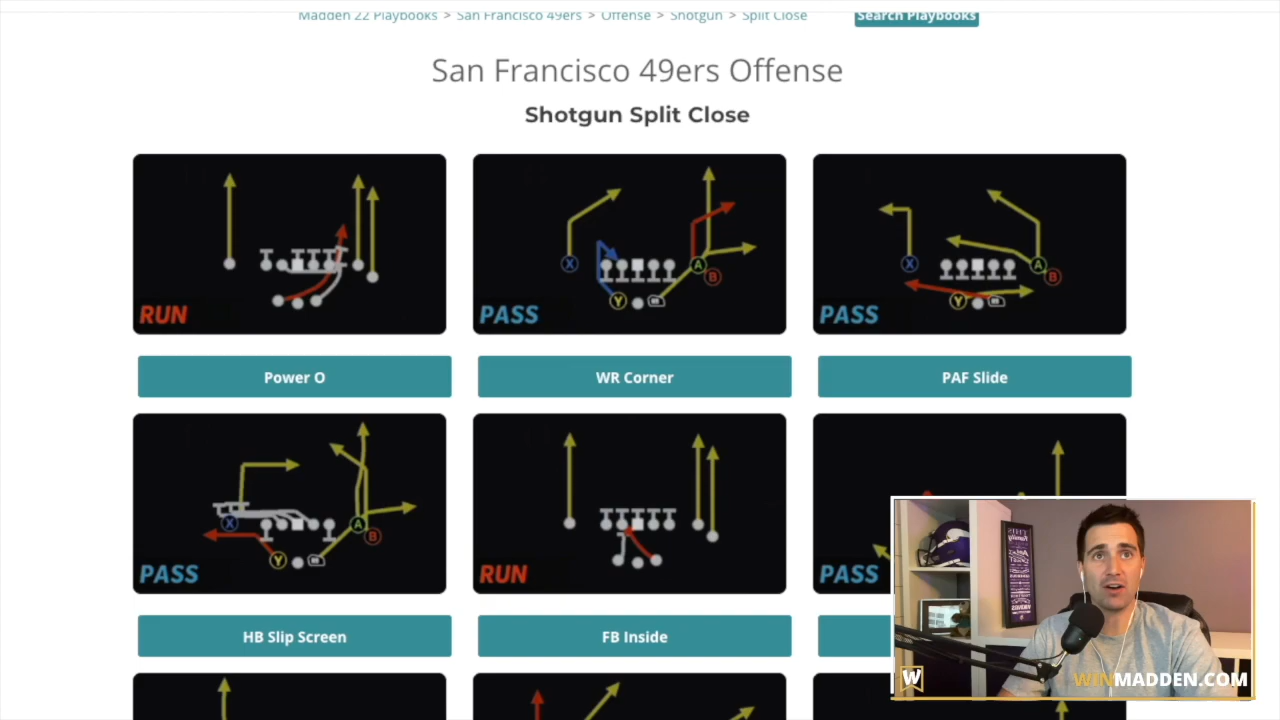 Madden 22 Playbooks > San Francisco 49ers > Offense > Shotgun > Split Close
Search Playbooks
San Francisco 49ers Offense
Shotgun Split Close
RUN
X A B Y
PASS
X A B Y
PASS
Power O
WR Corner
PAF Slide
X A B Y
PASS
RUN
PASS
HB Slip Screen
FB Inside
W
WINMADDEN.COM